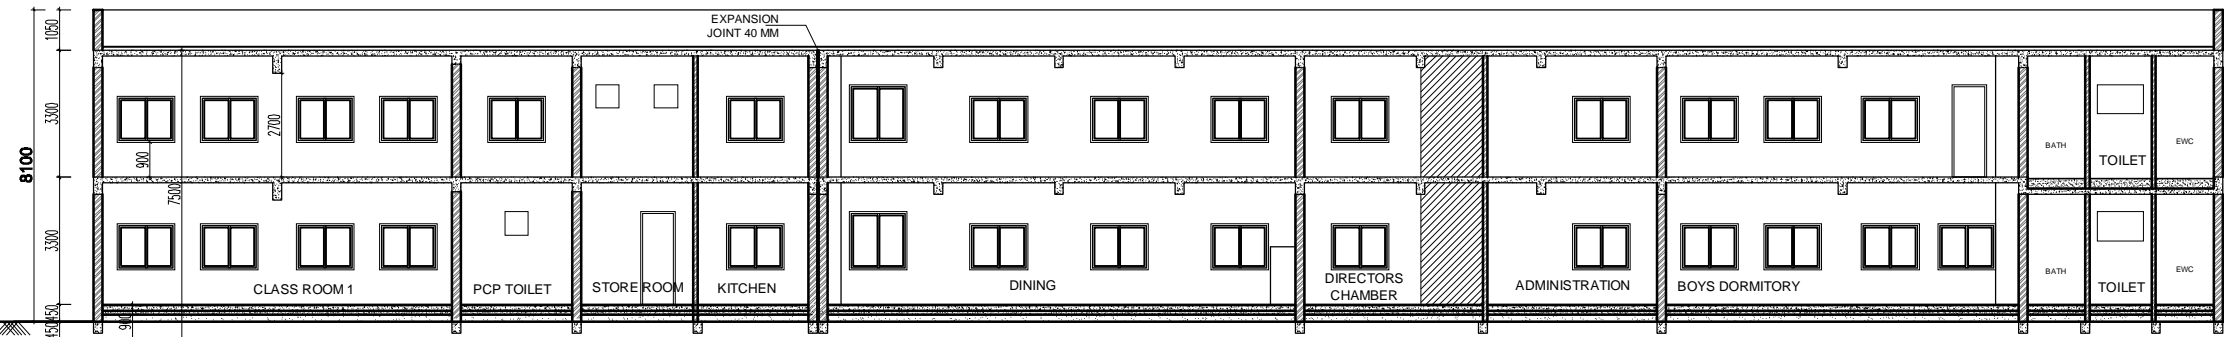 EXPANSION
JOINT 40 MM
1050
3300
2700
900
8100
7500
3300
450
450
900
BATH
TOILET
EWC
CLASS ROOM 1
PCP TOILET
STORE ROOM
KITCHEN
DINING
DIRECTORS
CHAMBER
ADMINISTRATION
BOYS DORMITORY
BATH
TOILET
EWC